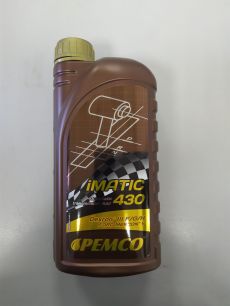 iMATIC
430
Dexron III F/G/H
PEMCO